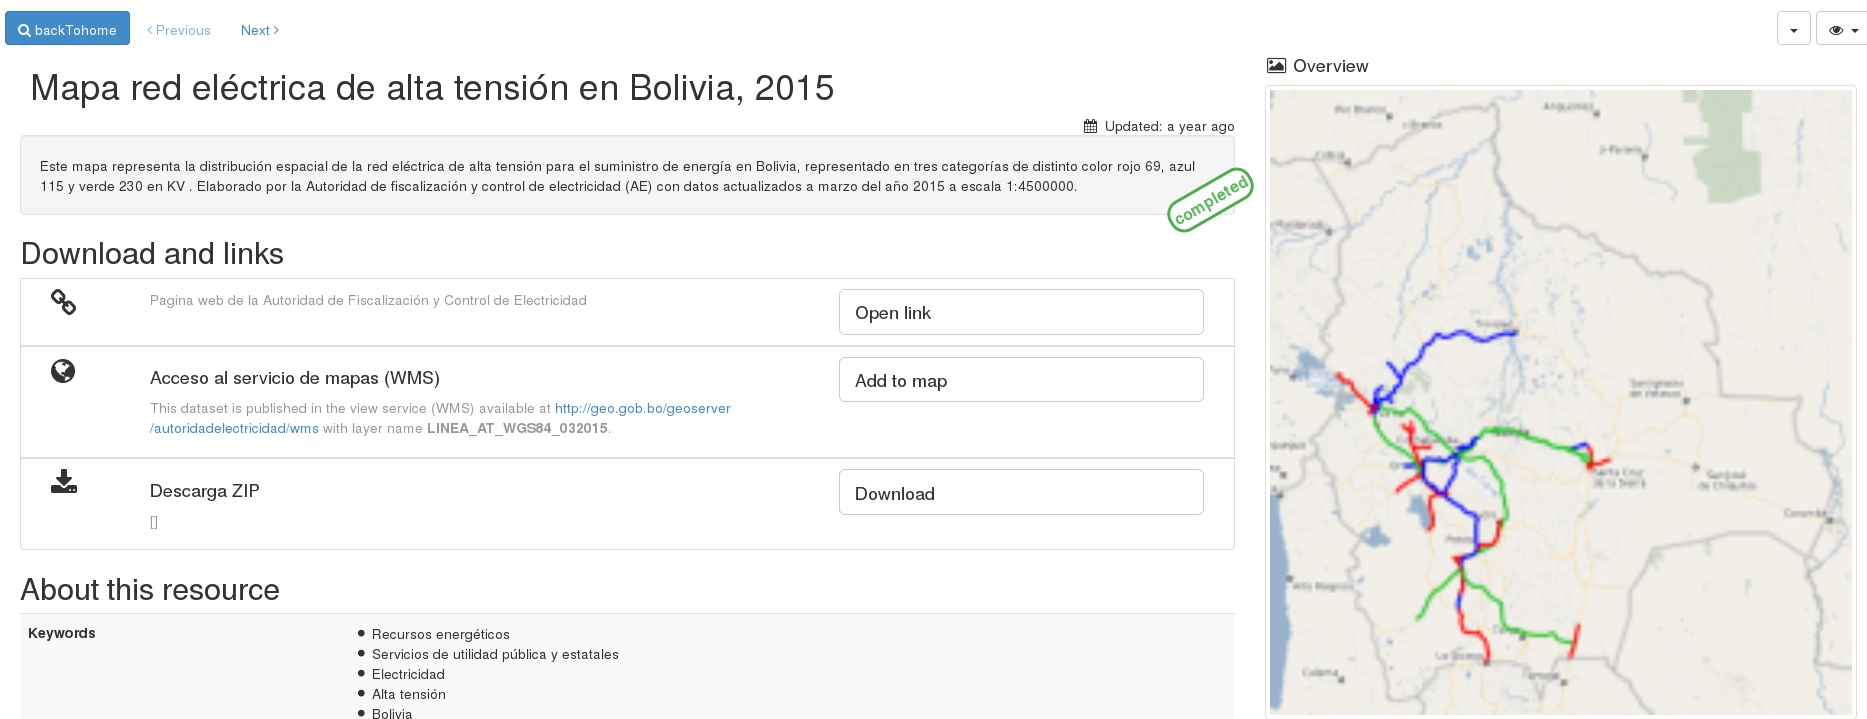 backTohome
Previous
Next
Mapa red eléctrica de alta tensión en Bolivia, 2015
Updated: a year ago
Este mapa representa la distribución espacial de la red eléctrica de alta tensión para el suministro de energía en Bolivia, representado en tres categorías de distinto color rojo 69, azul
115 y verde 230 en KV . Elaborado por la Autoridad de fiscalización y control de electricidad (AE) con datos actualizados a marzo del año 2015 a escala 1:4500000.
completed
Download and links
Pagina web de la Autoridad de Fiscalización y Control de Electricidad
Open link
Acceso al servicio de mapas (WMS)
Add to map
This dataset is published in the view service (WMS) available at http://geo.gob.bo/geoserver
/autoridadelectricidad/wms with layer name LINEA_AT_WGS84_032015.
Descarga ZIP
Download
[]
About this resource
Keywords
Recursos energéticos
Servicios de utilidad pública y estatales
Electricidad
Alta tensión
Bolivia
Overview
Santa Cruz
de la Sierra